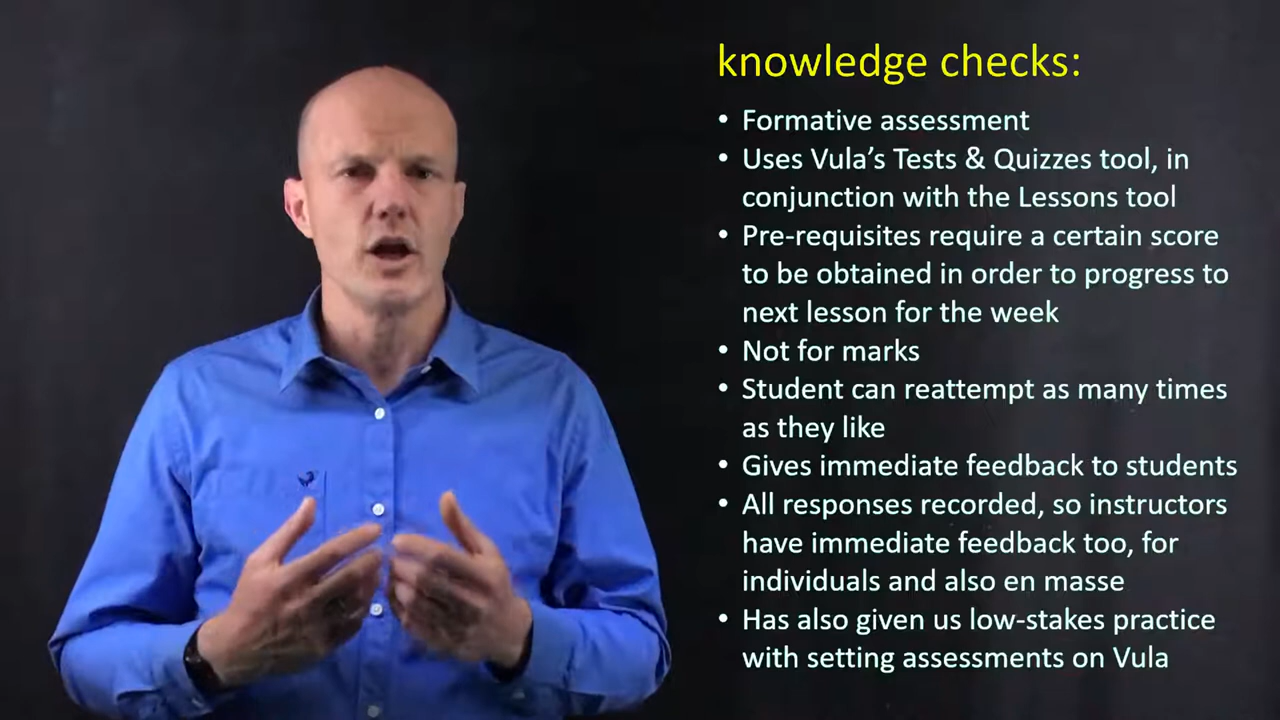 knowledge checks:
• Formative assessment
• Uses Vula's Tests & Quizzes tool, in
conjunction with the Lessons tool
• Pre-requisites require a certain score
to be obtained in order to progress to
next lesson for the week
• Not for marks
• Student can reattempt as many times
as they like
• Gives immediate feedback to students
• All responses recorded, so instructors
have immediate feedback too, for
individuals and also en masse
• Has also given us low-stakes practice
with setting assessments on Vula